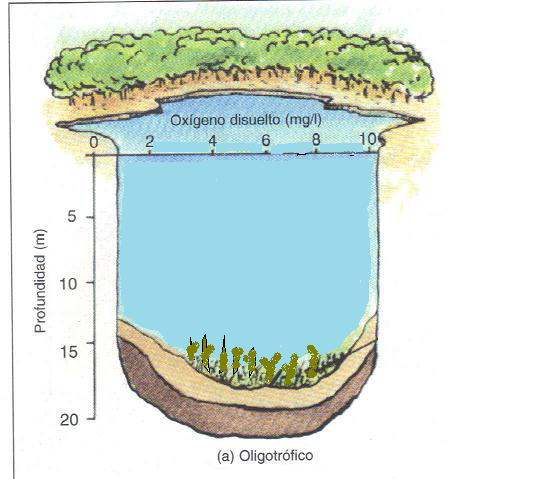 Oxígeno disuelto (mg/l)
0 2 4 6 8 10
Profundidad (m)
5
10
15
20
(a) Oligotrófico